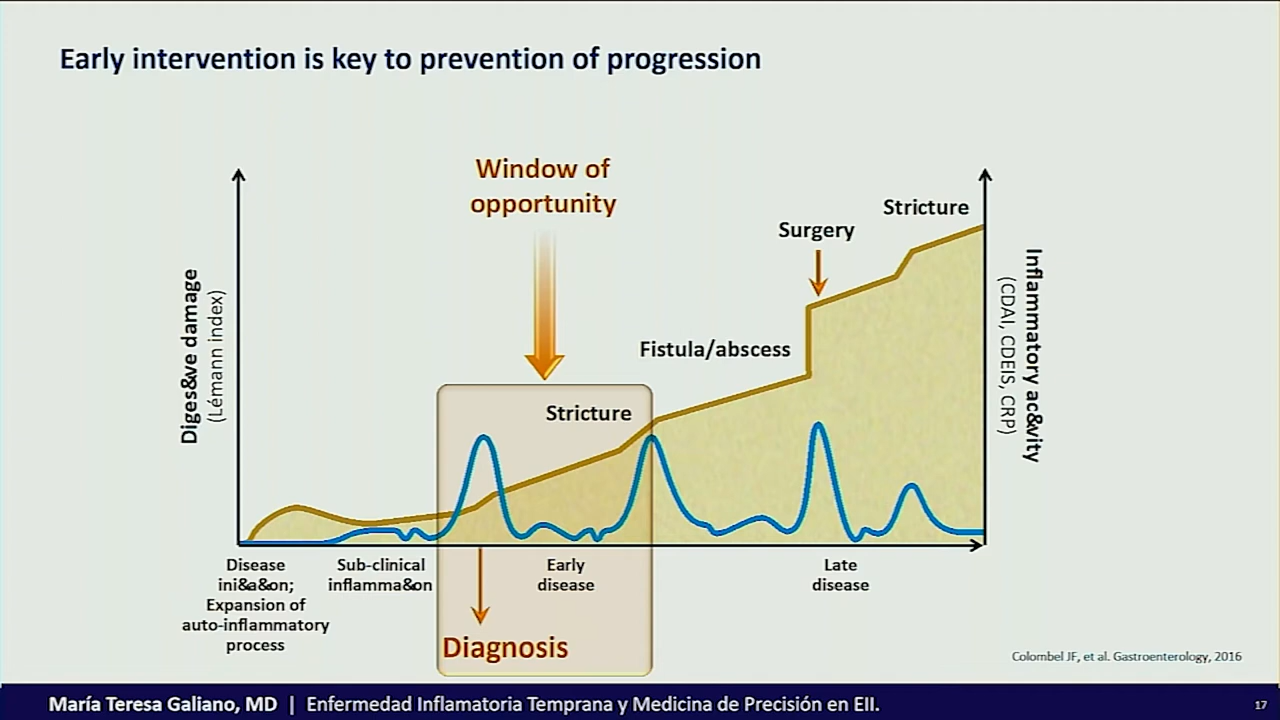 Early intervention is key to prevention of progression
Window of
opportunity
Stricture
Surgery
Fistula/abscess
Stricture
Diges&ve damage
(Lémann index)
Inflammatory ac&vity
(CDAI, CDEIS, CRP)
Disease
ini&a&on;
Expansion of
auto-inflammatory
process
Sub-clinical
inflamma&on
Early
disease
Late
disease
Diagnosis
Colombel JF, et al. Gastroenterology, 2016
María Teresa Galiano, MD | Enfermedad Inflamatoria Temprana y Medicina de Precisión en EII.
17